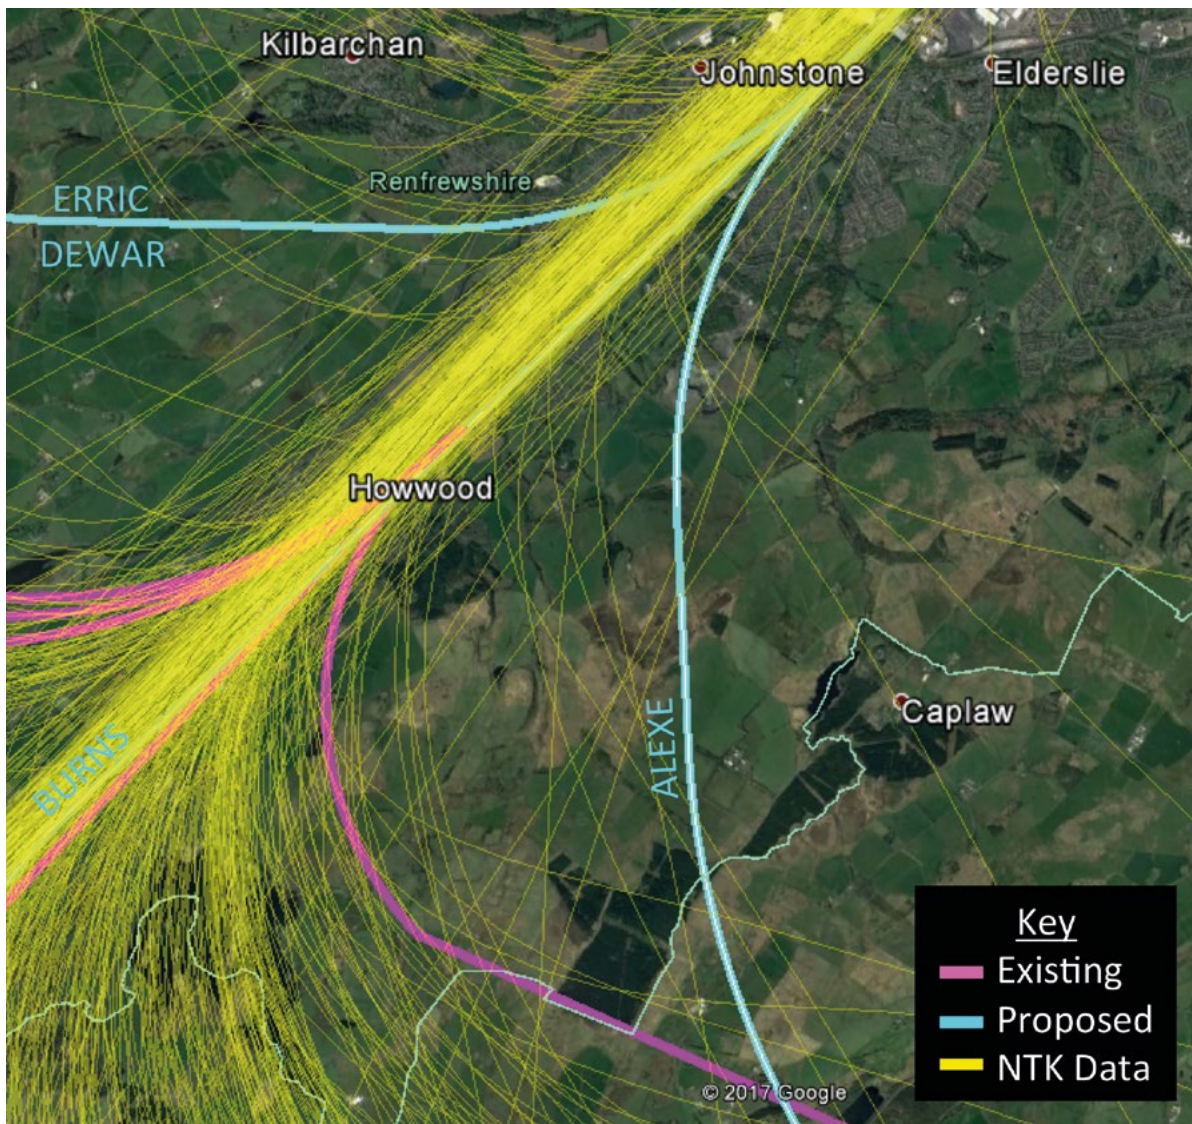 Kilbarchan
Johnstone
Elderslie
Renfrewshire
ERRIC
DEWAR
Howwood
BURNS
ALEXE
Caplaw
Key
Existing
Proposed
NTK Data
© 2017 Google